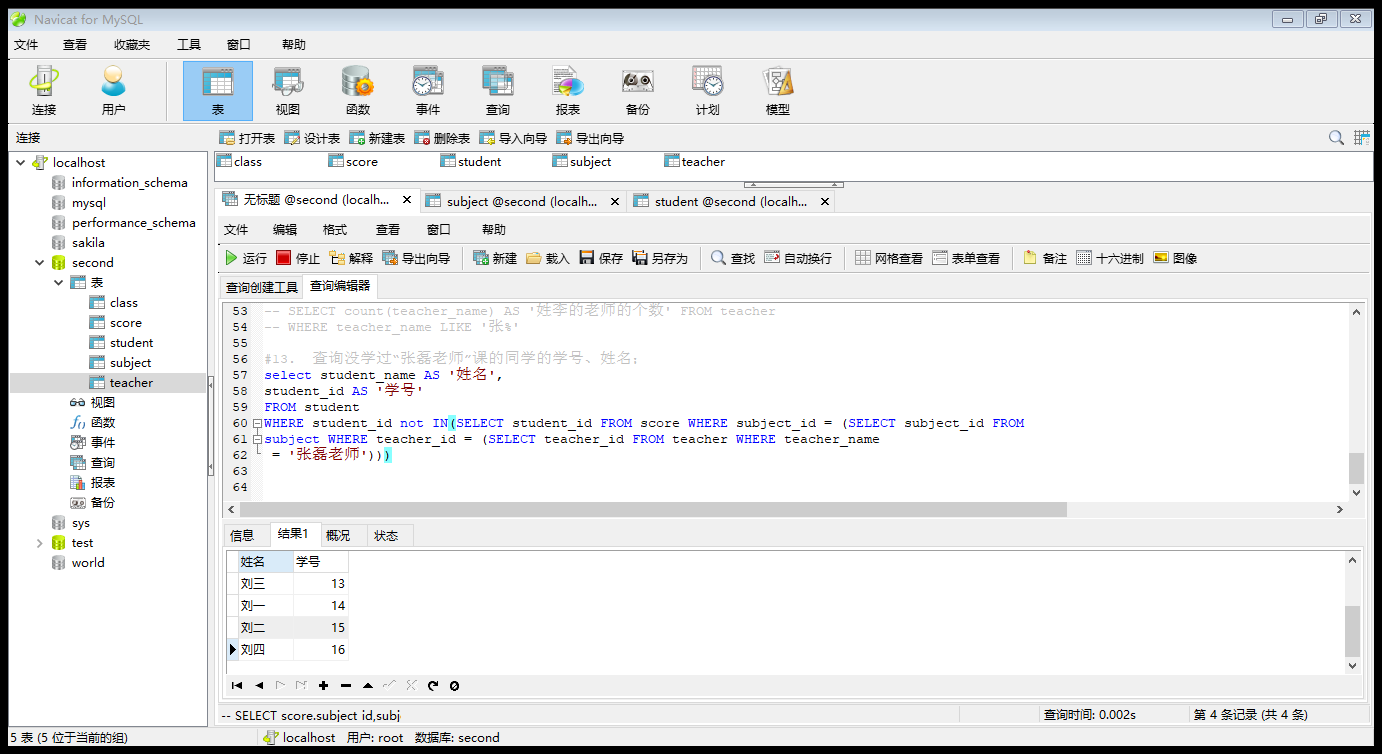 Navicat for MySQL
文件 查看 收藏夹 工具 窗口 帮助
连接 用户 表 视图 函数 事件 查询 报表 备份 计划 模型
连接 打开表 设计表 新建表 删除表 导入向导 导出向导
localhost
information_schema
mysql
performance_schema
sakila
second
表
class
score
student
subject
teacher
视图
函数
事件
查询
报表
备份
sys
test
world
class score student subject teacher
无标题 @second (localh... subject @second (localh... student @second (localh...
文件 编辑 格式 查看 窗口 帮助
运行 停止 解释 导出向导 新建 载入 保存 另存为 查找 自动换行 网格查看 表单查看 备注 十六进制 图像
查询创建工具 查询编辑器
53 -- SELECT count(teacher_name) AS '姓李的老师的个数' FROM teacher
54 -- WHERE teacher_name LIKE '张%'
55
56 #13. 查询没学过“张磊老师”课的同学的学号、姓名;
57 select student_name AS '姓名',
58 student_id AS '学号'
59 FROM student
60 WHERE student_id not IN(SELECT student_id FROM score WHERE subject_id = (SELECT subject_id FROM
61 subject WHERE teacher_id = (SELECT teacher_id FROM teacher WHERE teacher_name
62 = '张磊老师')))
63
64
信息 结果1 概况 状态
姓名 学号
刘三 13
刘一 14
刘二 15
刘四 16
-- SELECT score.subject id,subj 查询时间: 0.002s 第 4 条记录 (共 4 条)
5 表 (5 位于当前的组) localhost 用户: root 数据库: second